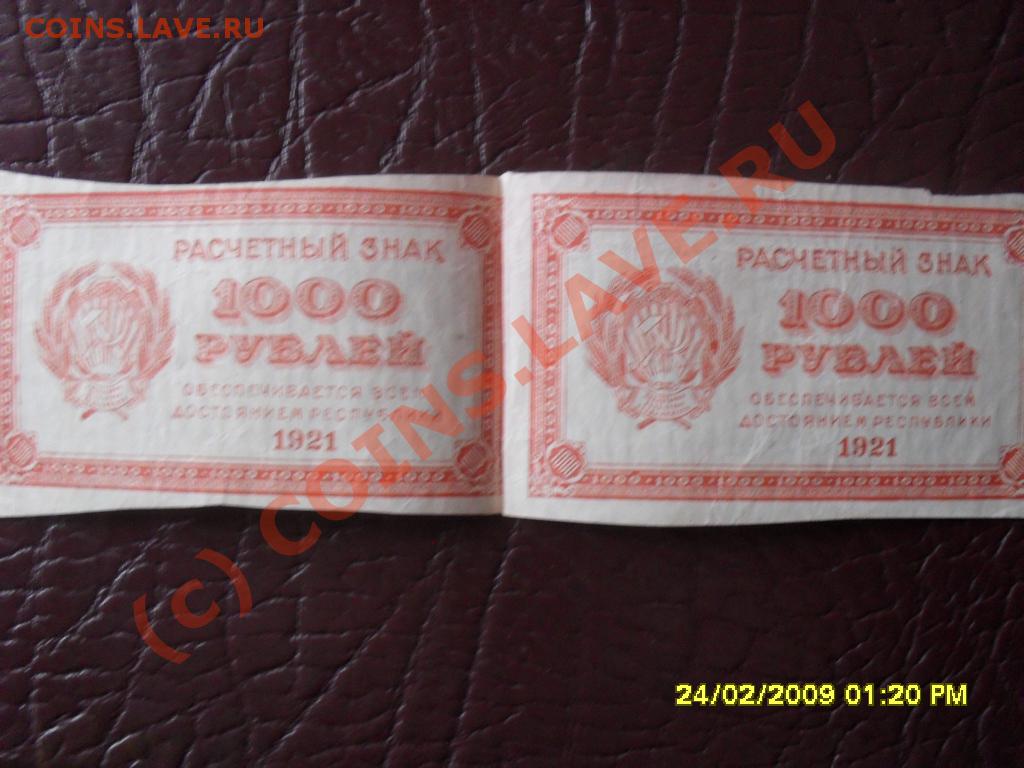 COINS.LAVE.RU
РАСЧЕТНЫЙ ЗНАК
1000
РУБЛЕЙ
ОБЕСПЕЧИВАЕТСЯ ВСЕМ
ДОСТОЯНИЕМ РЕСПУБЛИКИ
1921
РАСЧЕТНЫЙ ЗНАК
1000
РУБЛЕЙ
ОБЕСПЕЧИВАЕТСЯ ВСЕМ
ДОСТОЯНИЕМ РЕСПУБЛИКИ
1921
(c) COINS.LAVE.RU
24/02/2009 01:20 PM